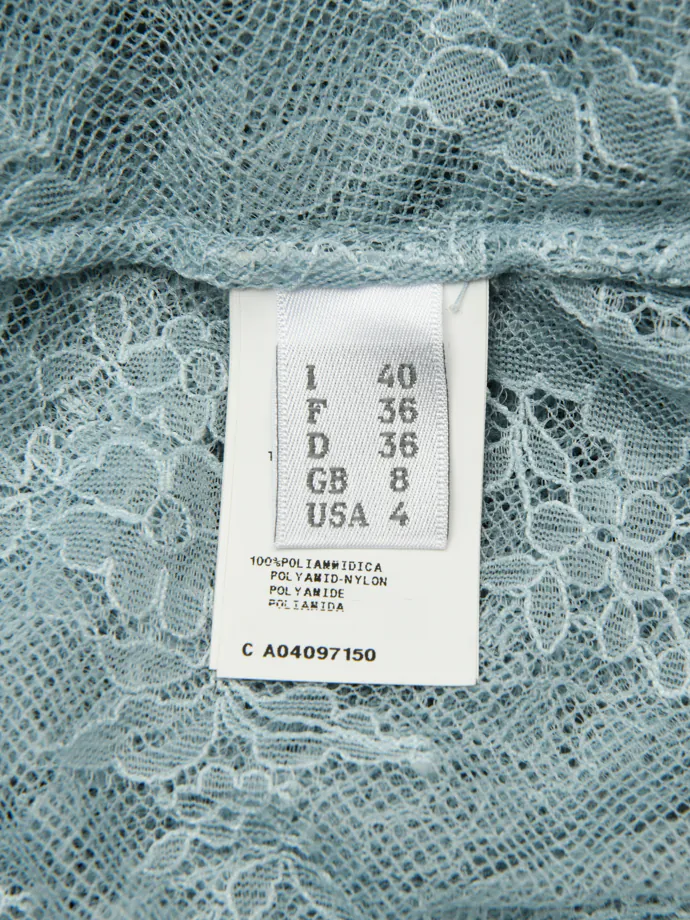 I 40
F 36
D 36
GB 8
USA 4
100%POLIAMMIDICA
POLYAMID-NYLON
POLYAMIDE
POLIAMIDA
C A04097150